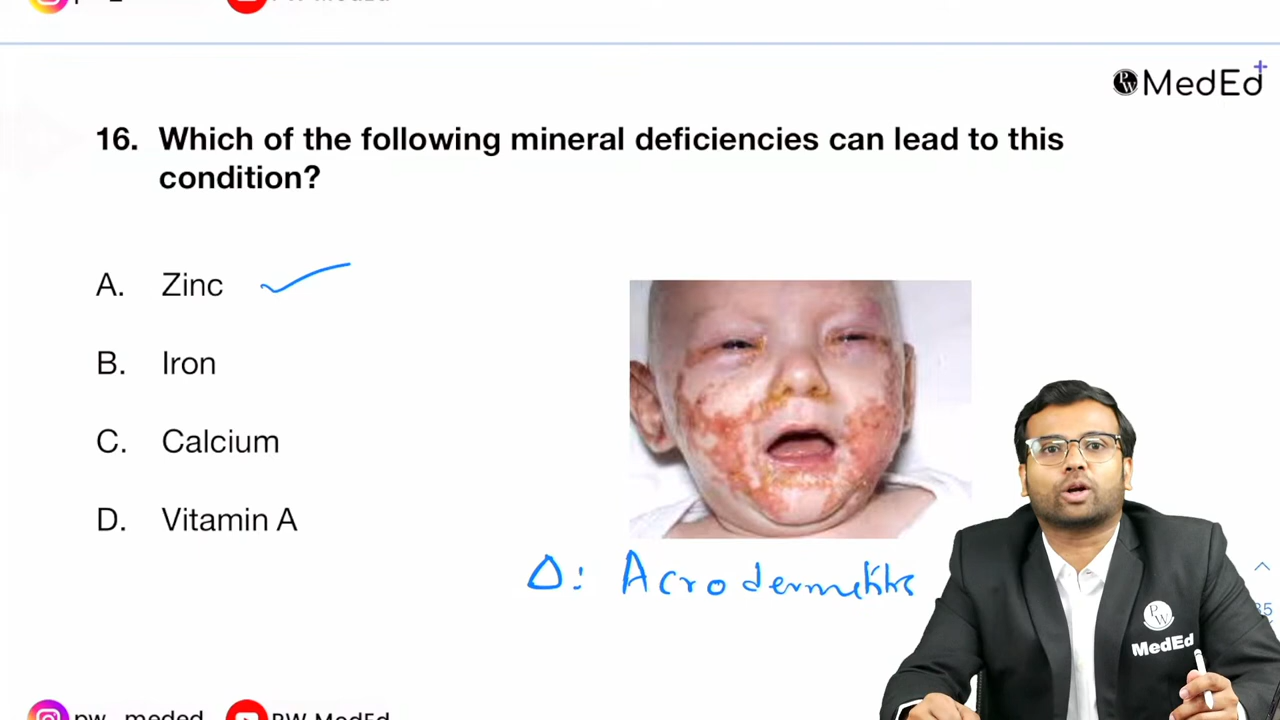 MedEd
16. Which of the following mineral deficiencies can lead to this
condition?
A. Zinc
B. Iron
C. Calcium
D. Vitamin A
Δ: Acrodermatitis
PW
MedEd
pw_meded
PW MedEd